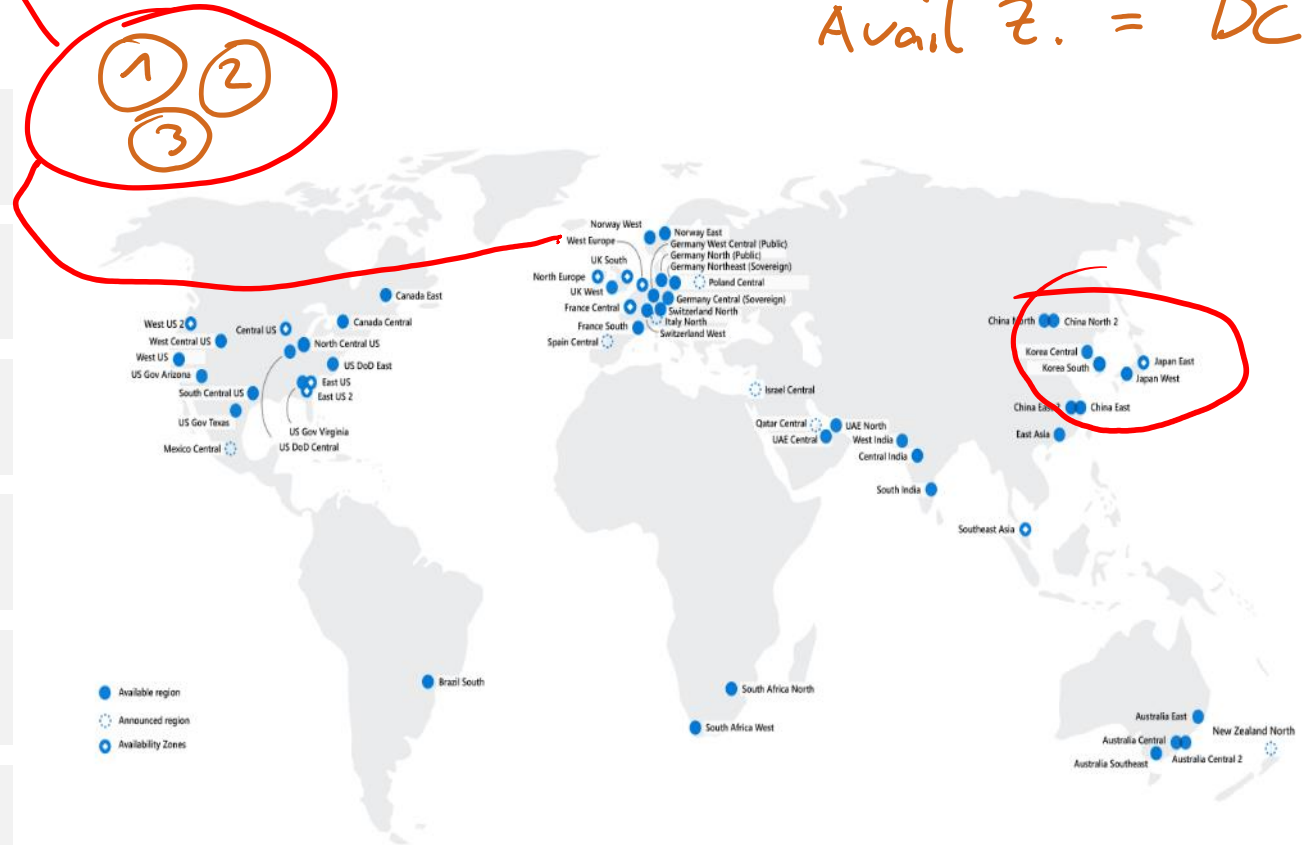 Avail Z. = DC
1 2
3
Norway West
Norway East
West Europe
Germany West Central (Public)
Germany North (Public)
Germany Northeast (Sovereign)
UK South
North Europe
Poland Central
UK West
Germany Central (Sovereign)
France Central
Switzerland North
Italy North
France South
Switzerland West
Spain Central
Canada East
Canada Central
West US 2
Central US
West Central US
North Central US
West US
US DoD East
US Gov Arizona
East US
South Central US
East US 2
US Gov Texas
US Gov Virginia
US DoD Central
Mexico Central
China North
China North 2
Korea Central
Korea South
Japan East
Japan West
China East 2
China East
East Asia
Israel Central
Qatar Central
UAE North
UAE Central
West India
Central India
South India
Southeast Asia
Brazil South
South Africa North
South Africa West
Australia East
New Zealand North
Australia Central
Australia Central 2
Australia Southeast
Available region
Announced region
Availability Zones